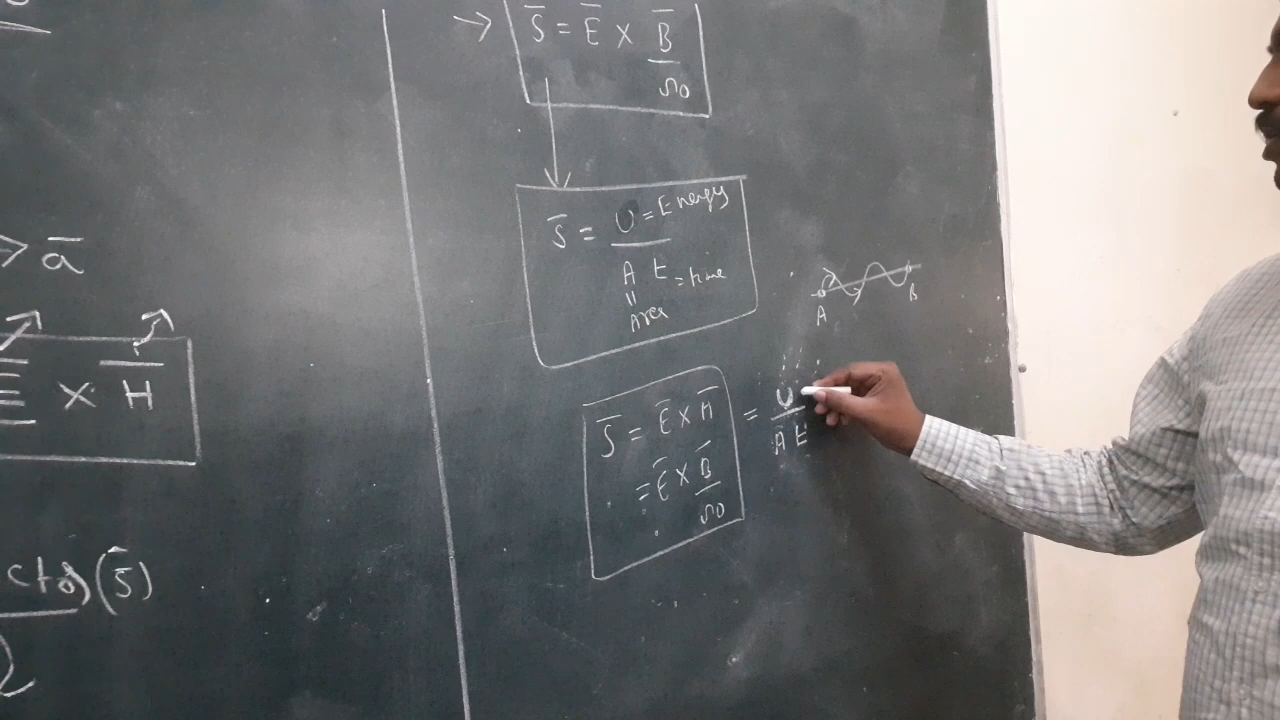 → a̅
E̅ × H̅
ctor (S̅)
→ S̅ = E̅ × B̅
μ0
S̅ = U = Energy
A t = time
||
Area
A B
S̅ = E̅ × H̅ = U
A t
= E̅ × B̅
μ0